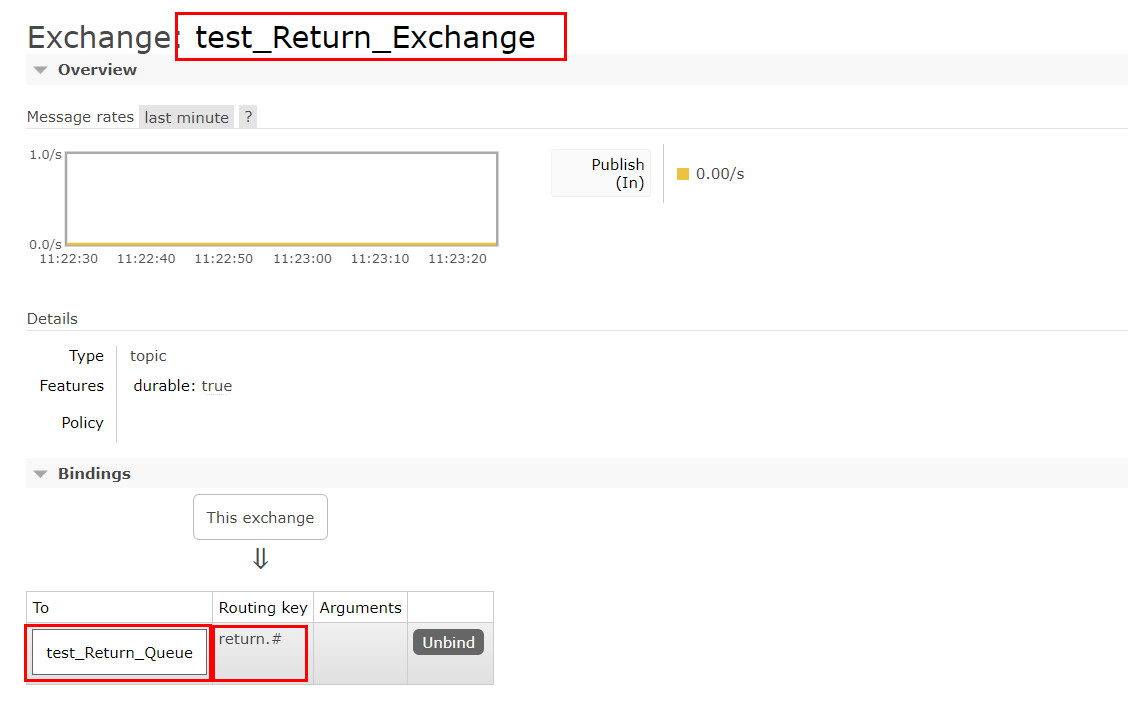 Exchange: test_Return_Exchange
Overview
Message rates last minute ?
1.0/s
0.0/s
11:22:30 11:22:40 11:22:50 11:23:00 11:23:10 11:23:20
Publish
(In)
0.00/s
Details
Type topic
Features durable: true
Policy
Bindings
This exchange
⇓
To Routing key Arguments
test_Return_Queue return.# Unbind